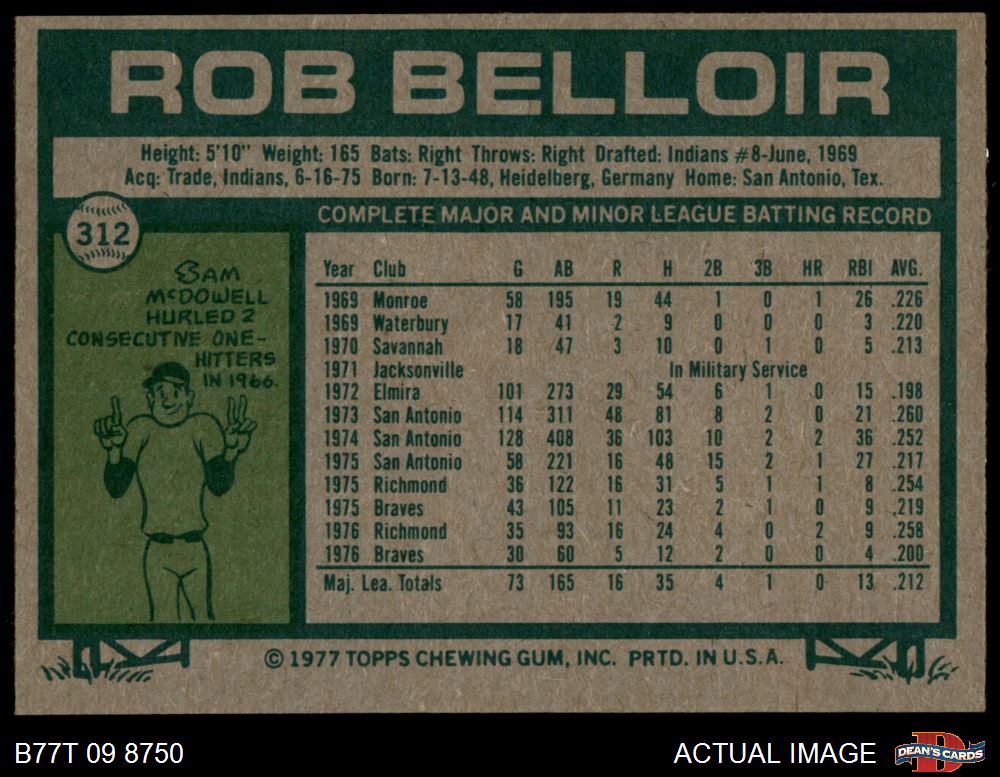 ROB BELLOIR
Height: 5'10" Weight: 165 Bats: Right Throws: Right Drafted: Indians #8-June, 1969
Acq: Trade, Indians, 6-16-75 Born: 7-13-48, Heidelberg, Germany Home: San Antonio, Tex.
312
SAM
McDOWELL
HURLED 2
CONSECUTIVE ONE-
HITTERS
IN 1966.
COMPLETE MAJOR AND MINOR LEAGUE BATTING RECORD
Year Club G AB R H 2B 3B HR RBI AVG.
1969 Monroe 58 195 19 44 1 0 1 26 .226
1969 Waterbury 17 41 2 9 0 0 0 3 .220
1970 Savannah 18 47 3 10 0 1 0 5 .213
1971 Jacksonville In Military Service
1972 Elmira 101 273 29 54 6 1 0 15 .198
1973 San Antonio 114 311 48 81 8 2 0 21 .260
1974 San Antonio 128 408 36 103 10 2 2 36 .252
1975 San Antonio 58 221 16 48 15 2 1 27 .217
1975 Richmond 36 122 16 31 5 1 1 8 .254
1975 Braves 43 105 11 23 2 1 0 9 .219
1976 Richmond 35 93 16 24 4 0 2 9 .258
1976 Braves 30 60 5 12 2 0 0 4 .200
Maj. Lea. Totals 73 165 16 35 4 1 0 13 .212
© 1977 TOPPS CHEWING GUM, INC. PRTD. IN U.S.A.
B77T 09 8750
ACTUAL IMAGE
D
DEAN'S CARDS